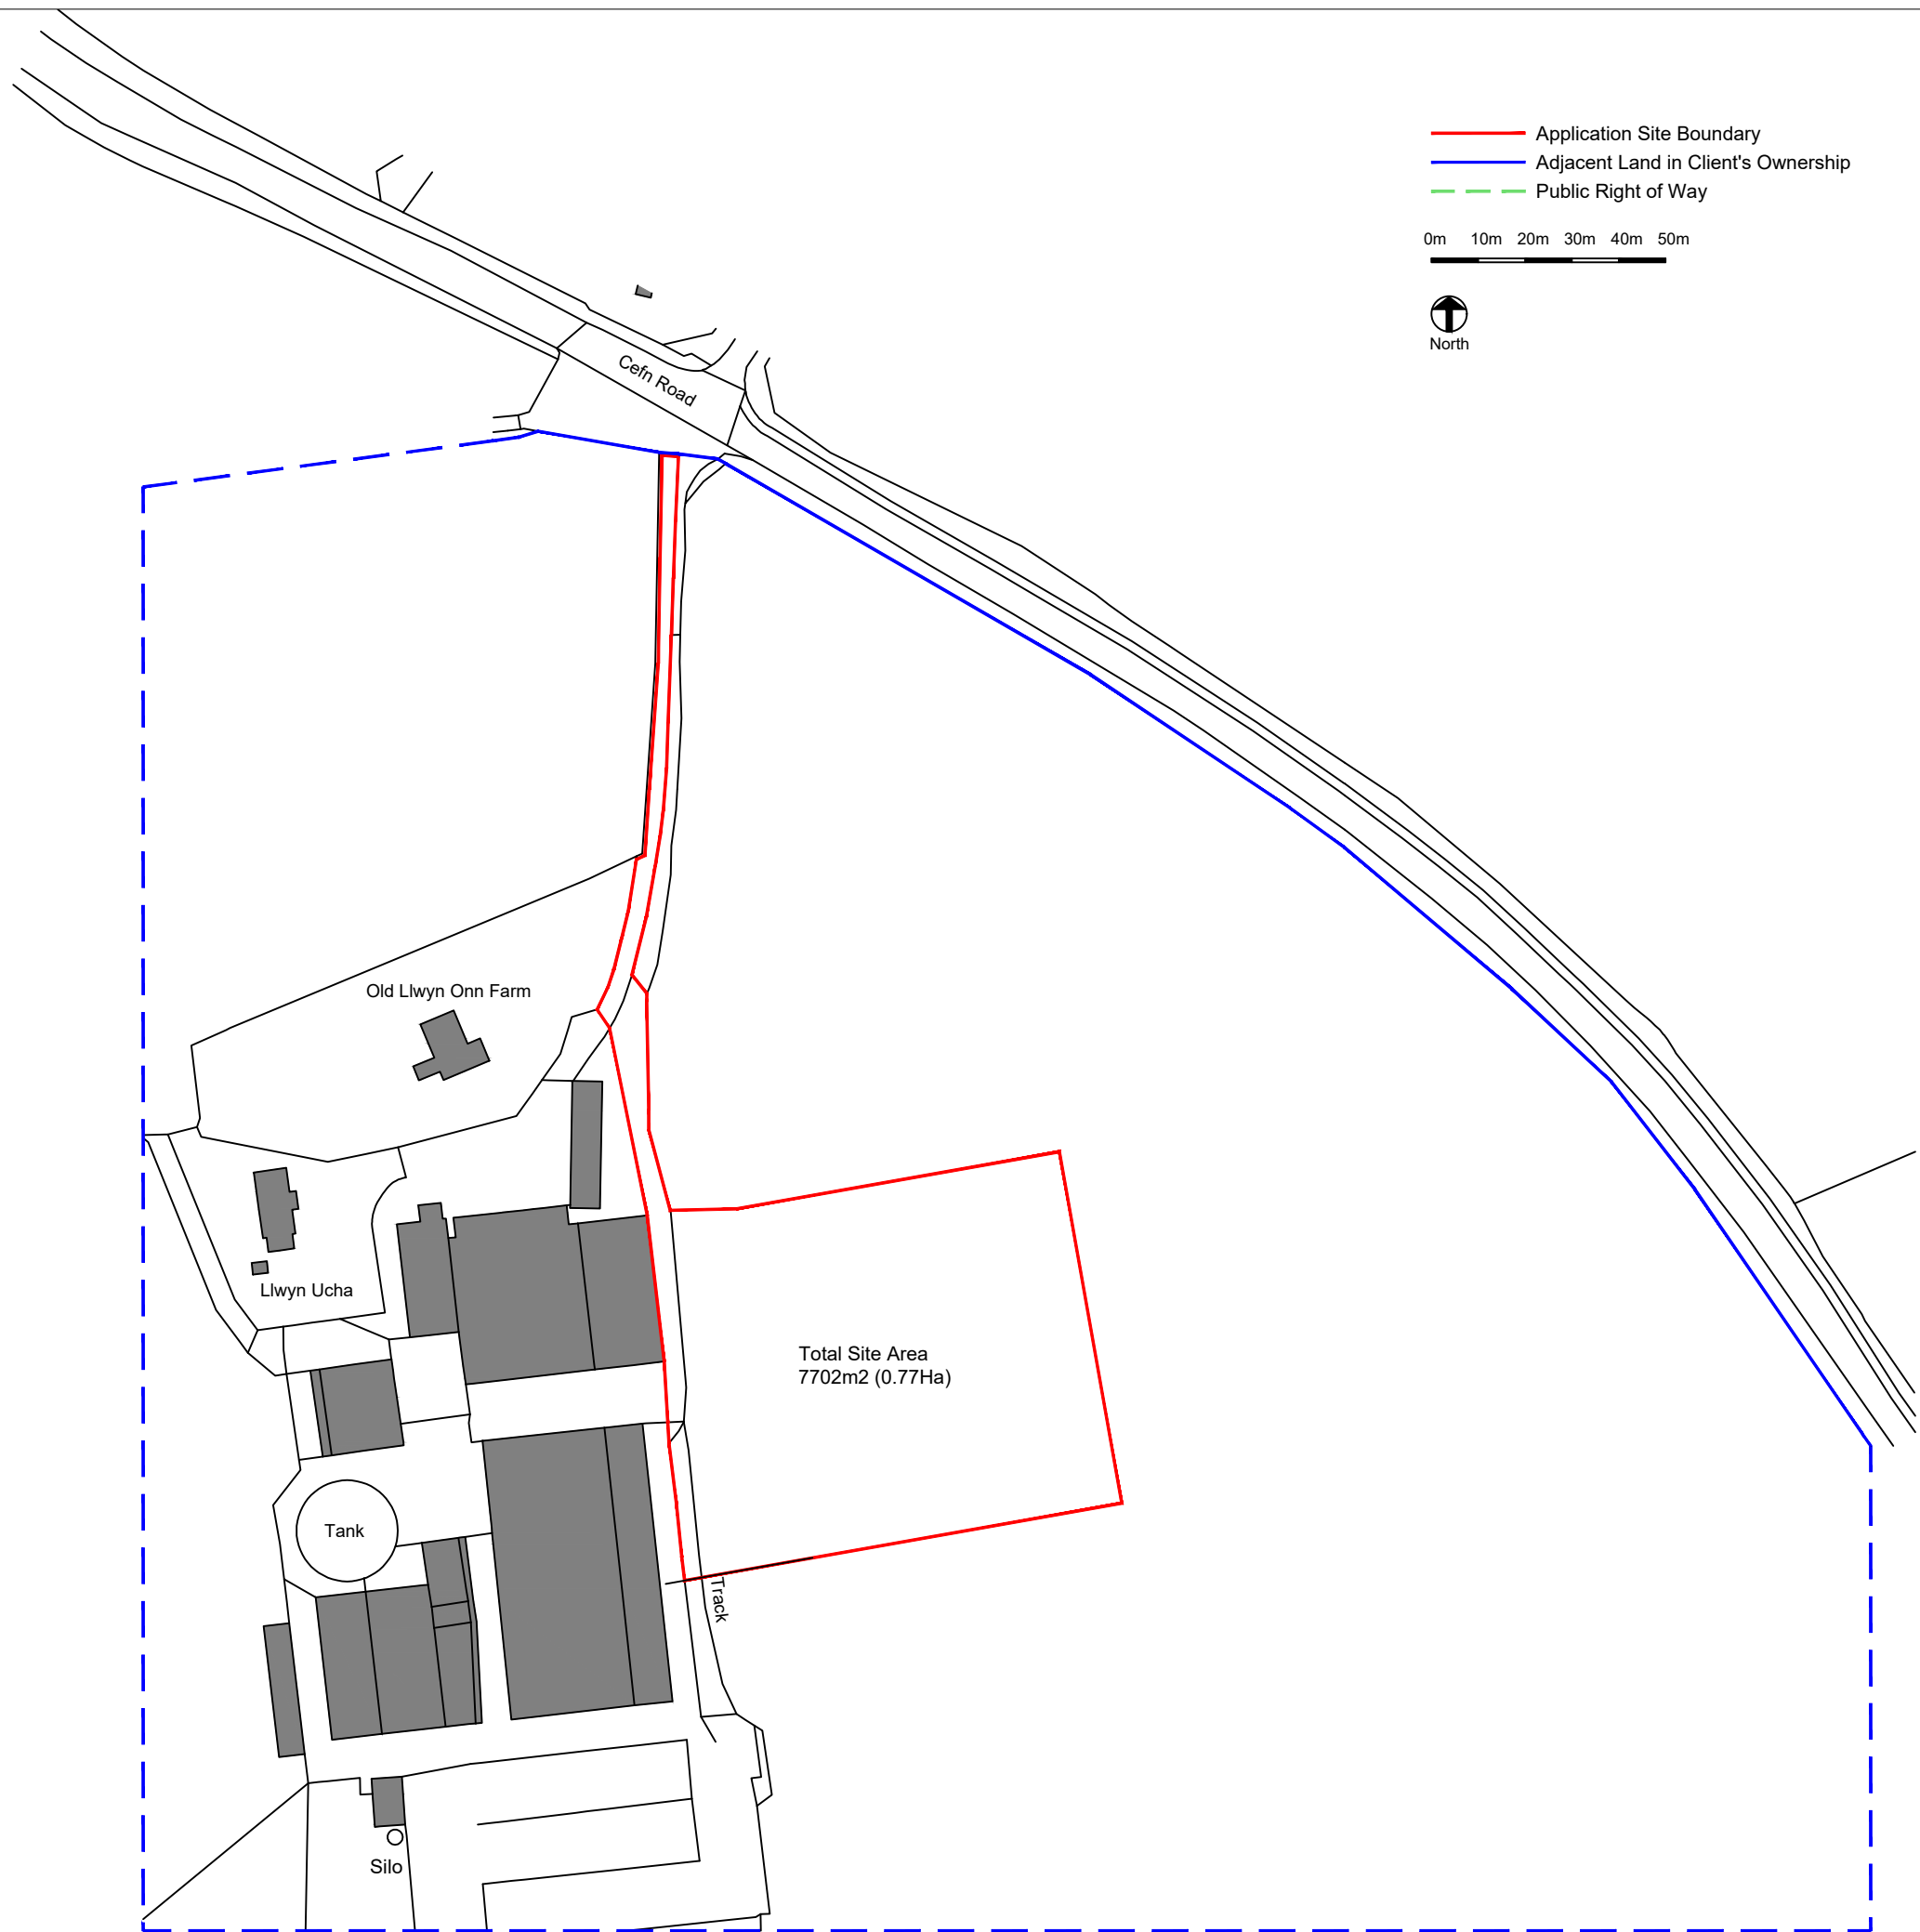 Application Site Boundary
Adjacent Land in Client's Ownership
Public Right of Way
0m 10m 20m 30m 40m 50m
North
Cefn Road
Old Llwyn Onn Farm
Llwyn Ucha
Total Site Area
7702m2 (0.77Ha)
Tank
Track
Silo